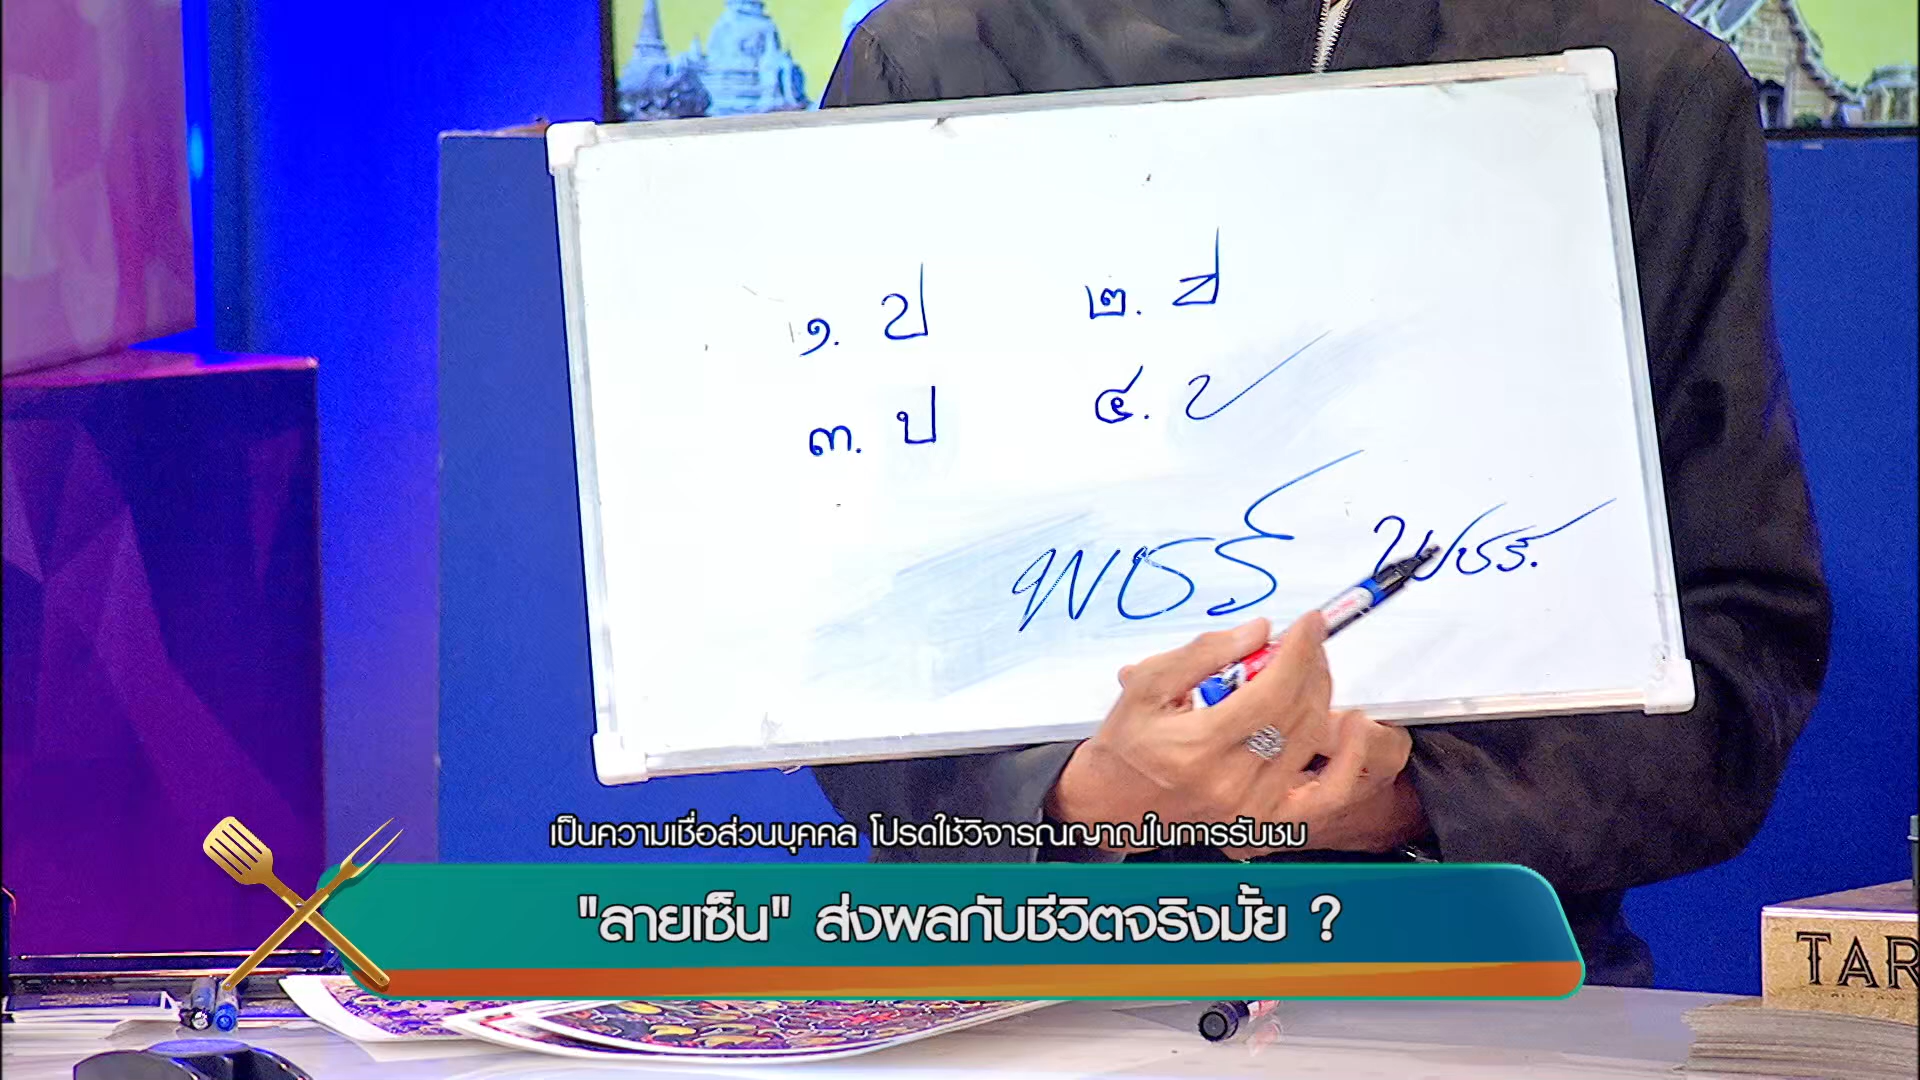 ๑. ป ๒. ป
๓. ป ๔. ป
พชร์ พชร.
เป็นความเชื่อส่วนบุคคล โปรดใช้วิจารณญาณในการรับชม
"ลายเซ็น" ส่งผลกับชีวิตจริงมั้ย ?
TAR